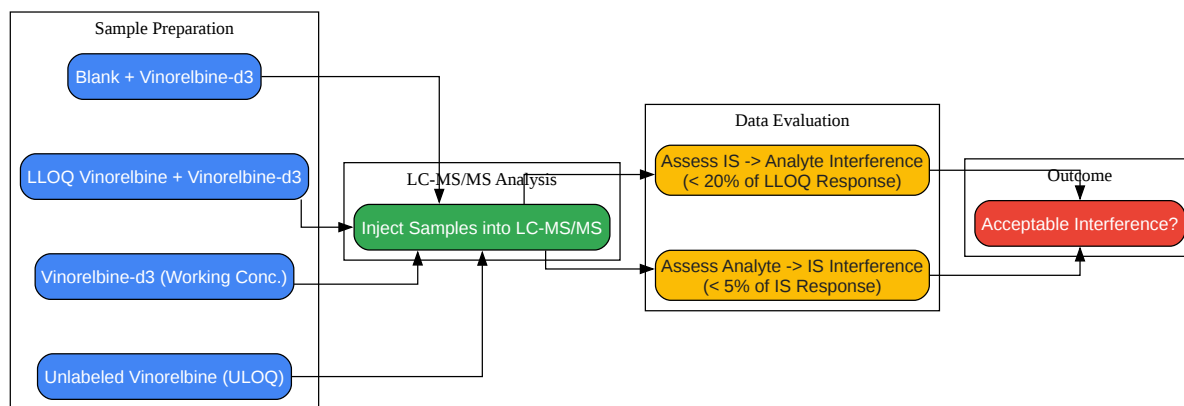 Sample Preparation
Blank + Vinorelbine-d3
LLOQ Vinorelbine + Vinorelbine-d3
Vinorelbine-d3 (Working Conc.)
Unlabeled Vinorelbine (ULOQ)
LC-MS/MS Analysis
Inject Samples into LC-MS/MS
Data Evaluation
Assess IS -> Analyte Interference
(< 20% of LLOQ Response)
Assess Analyte -> IS Interference
(< 5% of IS Response)
Outcome
Acceptable Interference?